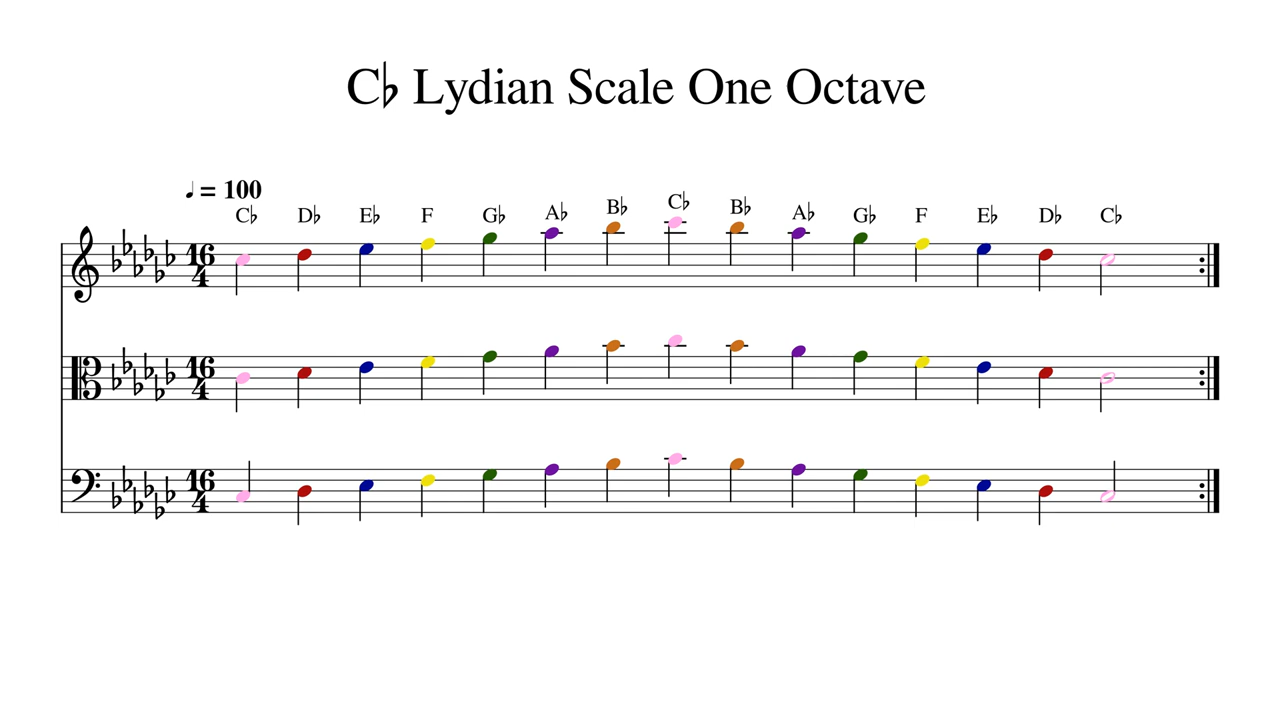 C♭ Lydian Scale One Octave
♩ = 100
C♭ D♭ E♭ F G♭ A♭ B♭ C♭ B♭ A♭ G♭ F E♭ D♭ C♭
16
4
16
4
16
4